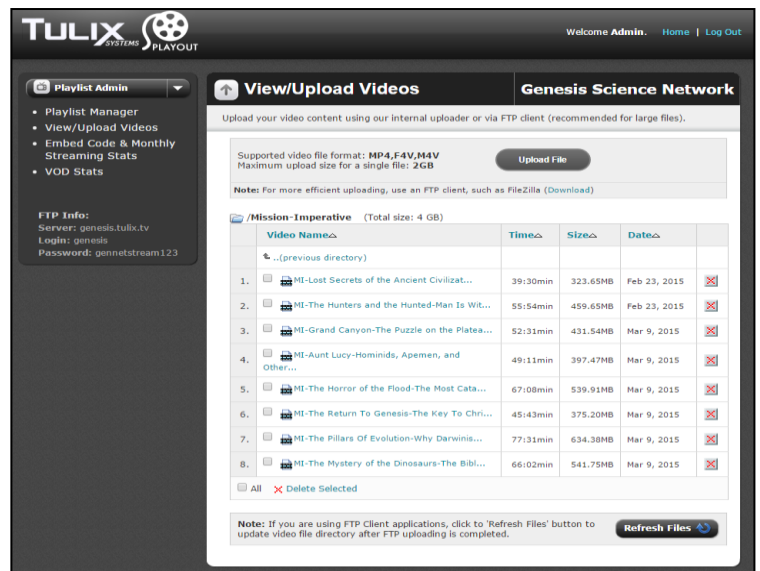 TULIX SYSTEMS PLAYOUT
Welcome Admin. Home | Log Out
Playlist Admin
• Playlist Manager
• View/Upload Videos
• Embed Code & Monthly
Streaming Stats
• VOD Stats
FTP Info:
Server: genesis.tulix.tv
Login: genesis
Password: gennetstream123
View/Upload Videos
Genesis Science Network
Upload your video content using our internal uploader or via FTP client (recommended for large files).
Supported video file format: MP4,F4V,M4V
Maximum upload size for a single file: 2GB
Upload File
Note: For more efficient uploading, use an FTP client, such as FileZilla (Download)
/Mission-Imperative (Total size: 4 GB)
Video Name Time Size Date
..(previous directory)
1. MI-Lost Secrets of the Ancient Civilizat... 39:30min 323.65MB Feb 23, 2015
2. MI-The Hunters and the Hunted-Man Is Wit... 55:54min 459.65MB Feb 23, 2015
3. MI-Grand Canyon-The Puzzle on the Platea... 52:31min 431.54MB Mar 9, 2015
4. MI-Aunt Lucy-Hominids, Apemen, and
Other... 49:11min 397.47MB Mar 9, 2015
5. MI-The Horror of the Flood-The Most Cata... 67:08min 539.91MB Mar 9, 2015
6. MI-The Return To Genesis-The Key To Chri... 45:43min 375.20MB Mar 9, 2015
7. MI-The Pillars Of Evolution-Why Darwinis... 77:31min 634.38MB Mar 9, 2015
8. MI-The Mystery of the Dinosaurs-The Bibl... 66:02min 541.75MB Mar 9, 2015
All Delete Selected
Note: If you are using FTP Client applications, click to 'Refresh Files' button to
update video file directory after FTP uploading is completed.
Refresh Files